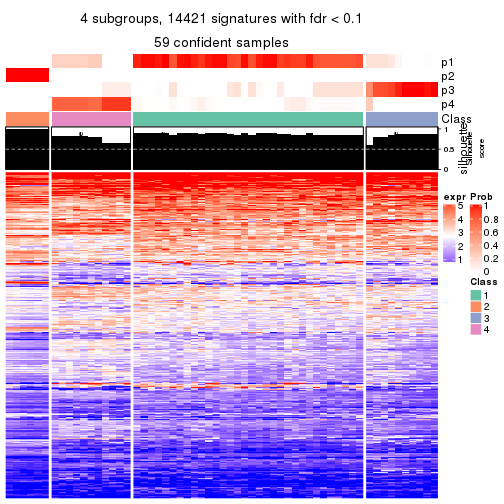 4 subgroups, 14421 signatures with fdr < 0.1
59 confident samples
p1
p2
p3
p4
Class
1
0.5
0
silhouette
silhouette
score
expr
5
4
3
2
1
Prob
1
0.8
0.6
0.4
0.2
0
Class
1
2
3
4